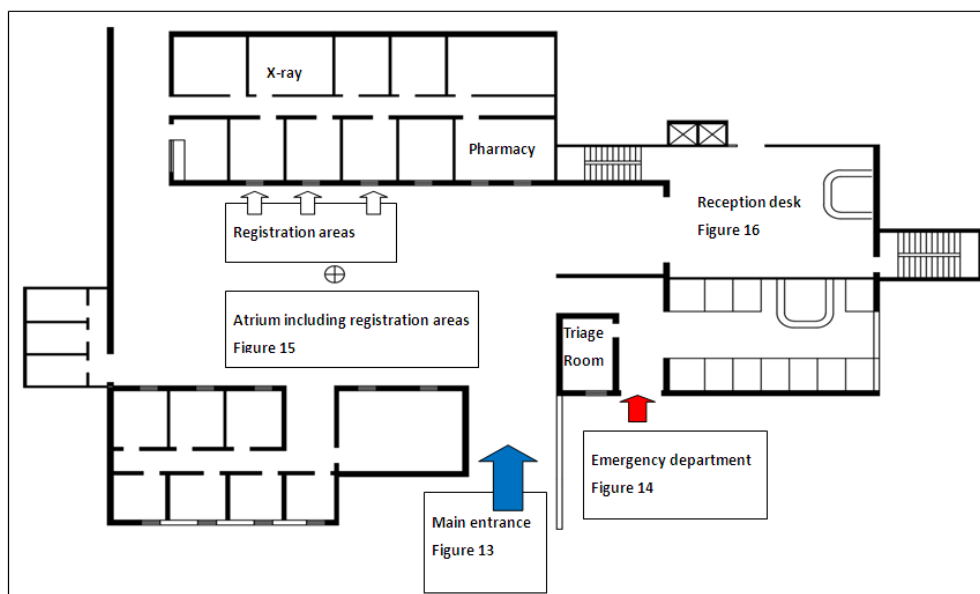 X-ray
Pharmacy
Reception desk
Figure 16
Registration areas
Atrium including registration areas
Figure 15
Triage
Room
Emergency department
Figure 14
Main entrance
Figure 13